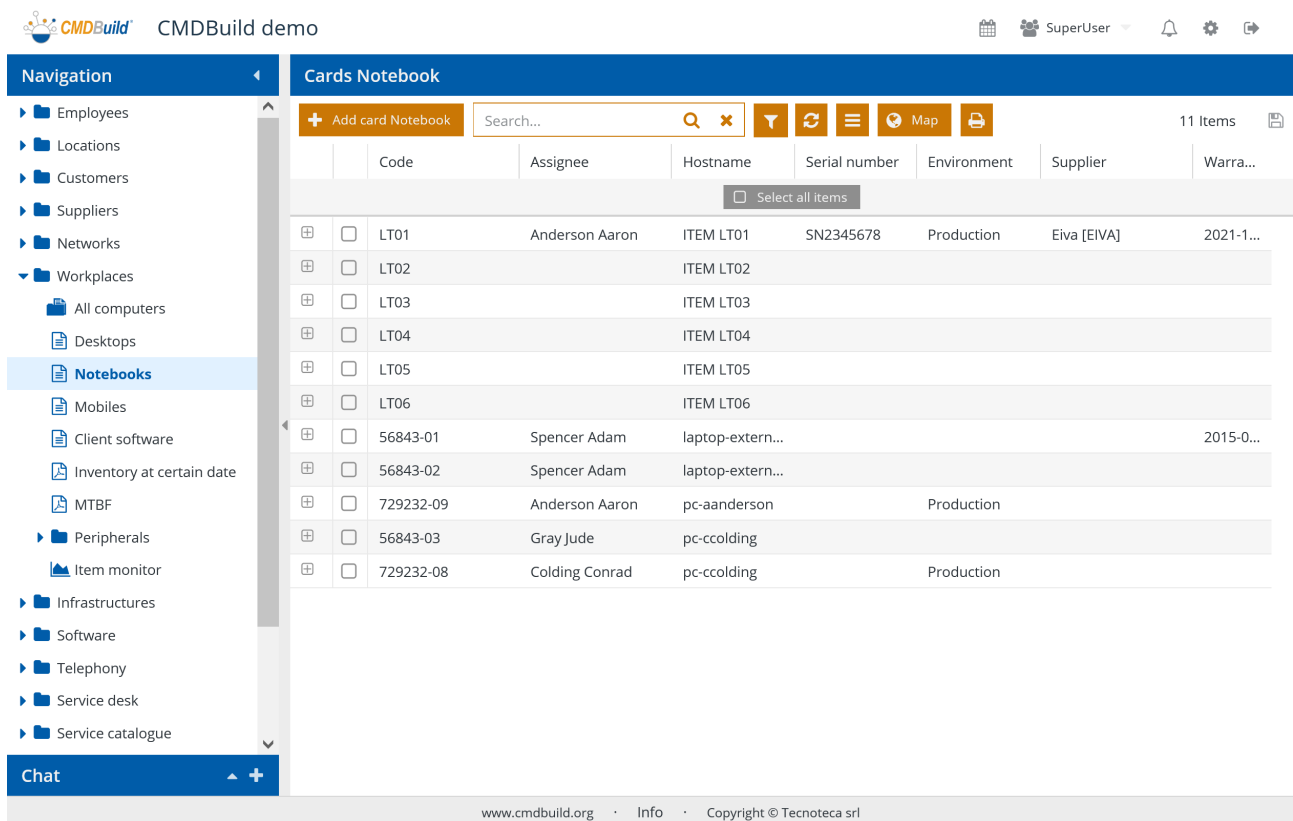 CMDBuild CMDBuild demo SuperUser
Navigation
Employees
Locations
Customers
Suppliers
Networks
Workplaces
All computers
Desktops
Notebooks
Mobiles
Client software
Inventory at certain date
MTBF
Peripherals
Item monitor
Infrastructures
Software
Telephony
Service desk
Service catalogue
Chat
Cards Notebook
Add card Notebook Search... Map 11 Items
Code Assignee Hostname Serial number Environment Supplier Warra...
Select all items
LT01 Anderson Aaron ITEM LT01 SN2345678 Production Eiva [EIVA] 2021-1...
LT02 ITEM LT02
LT03 ITEM LT03
LT04 ITEM LT04
LT05 ITEM LT05
LT06 ITEM LT06
56843-01 Spencer Adam laptop-extern... 2015-0...
56843-02 Spencer Adam laptop-extern...
729232-09 Anderson Aaron pc-aanderson Production
56843-03 Gray Jude pc-ccolding
729232-08 Colding Conrad pc-ccolding Production
www.cmdbuild.org · Info · Copyright © Tecnoteca srl